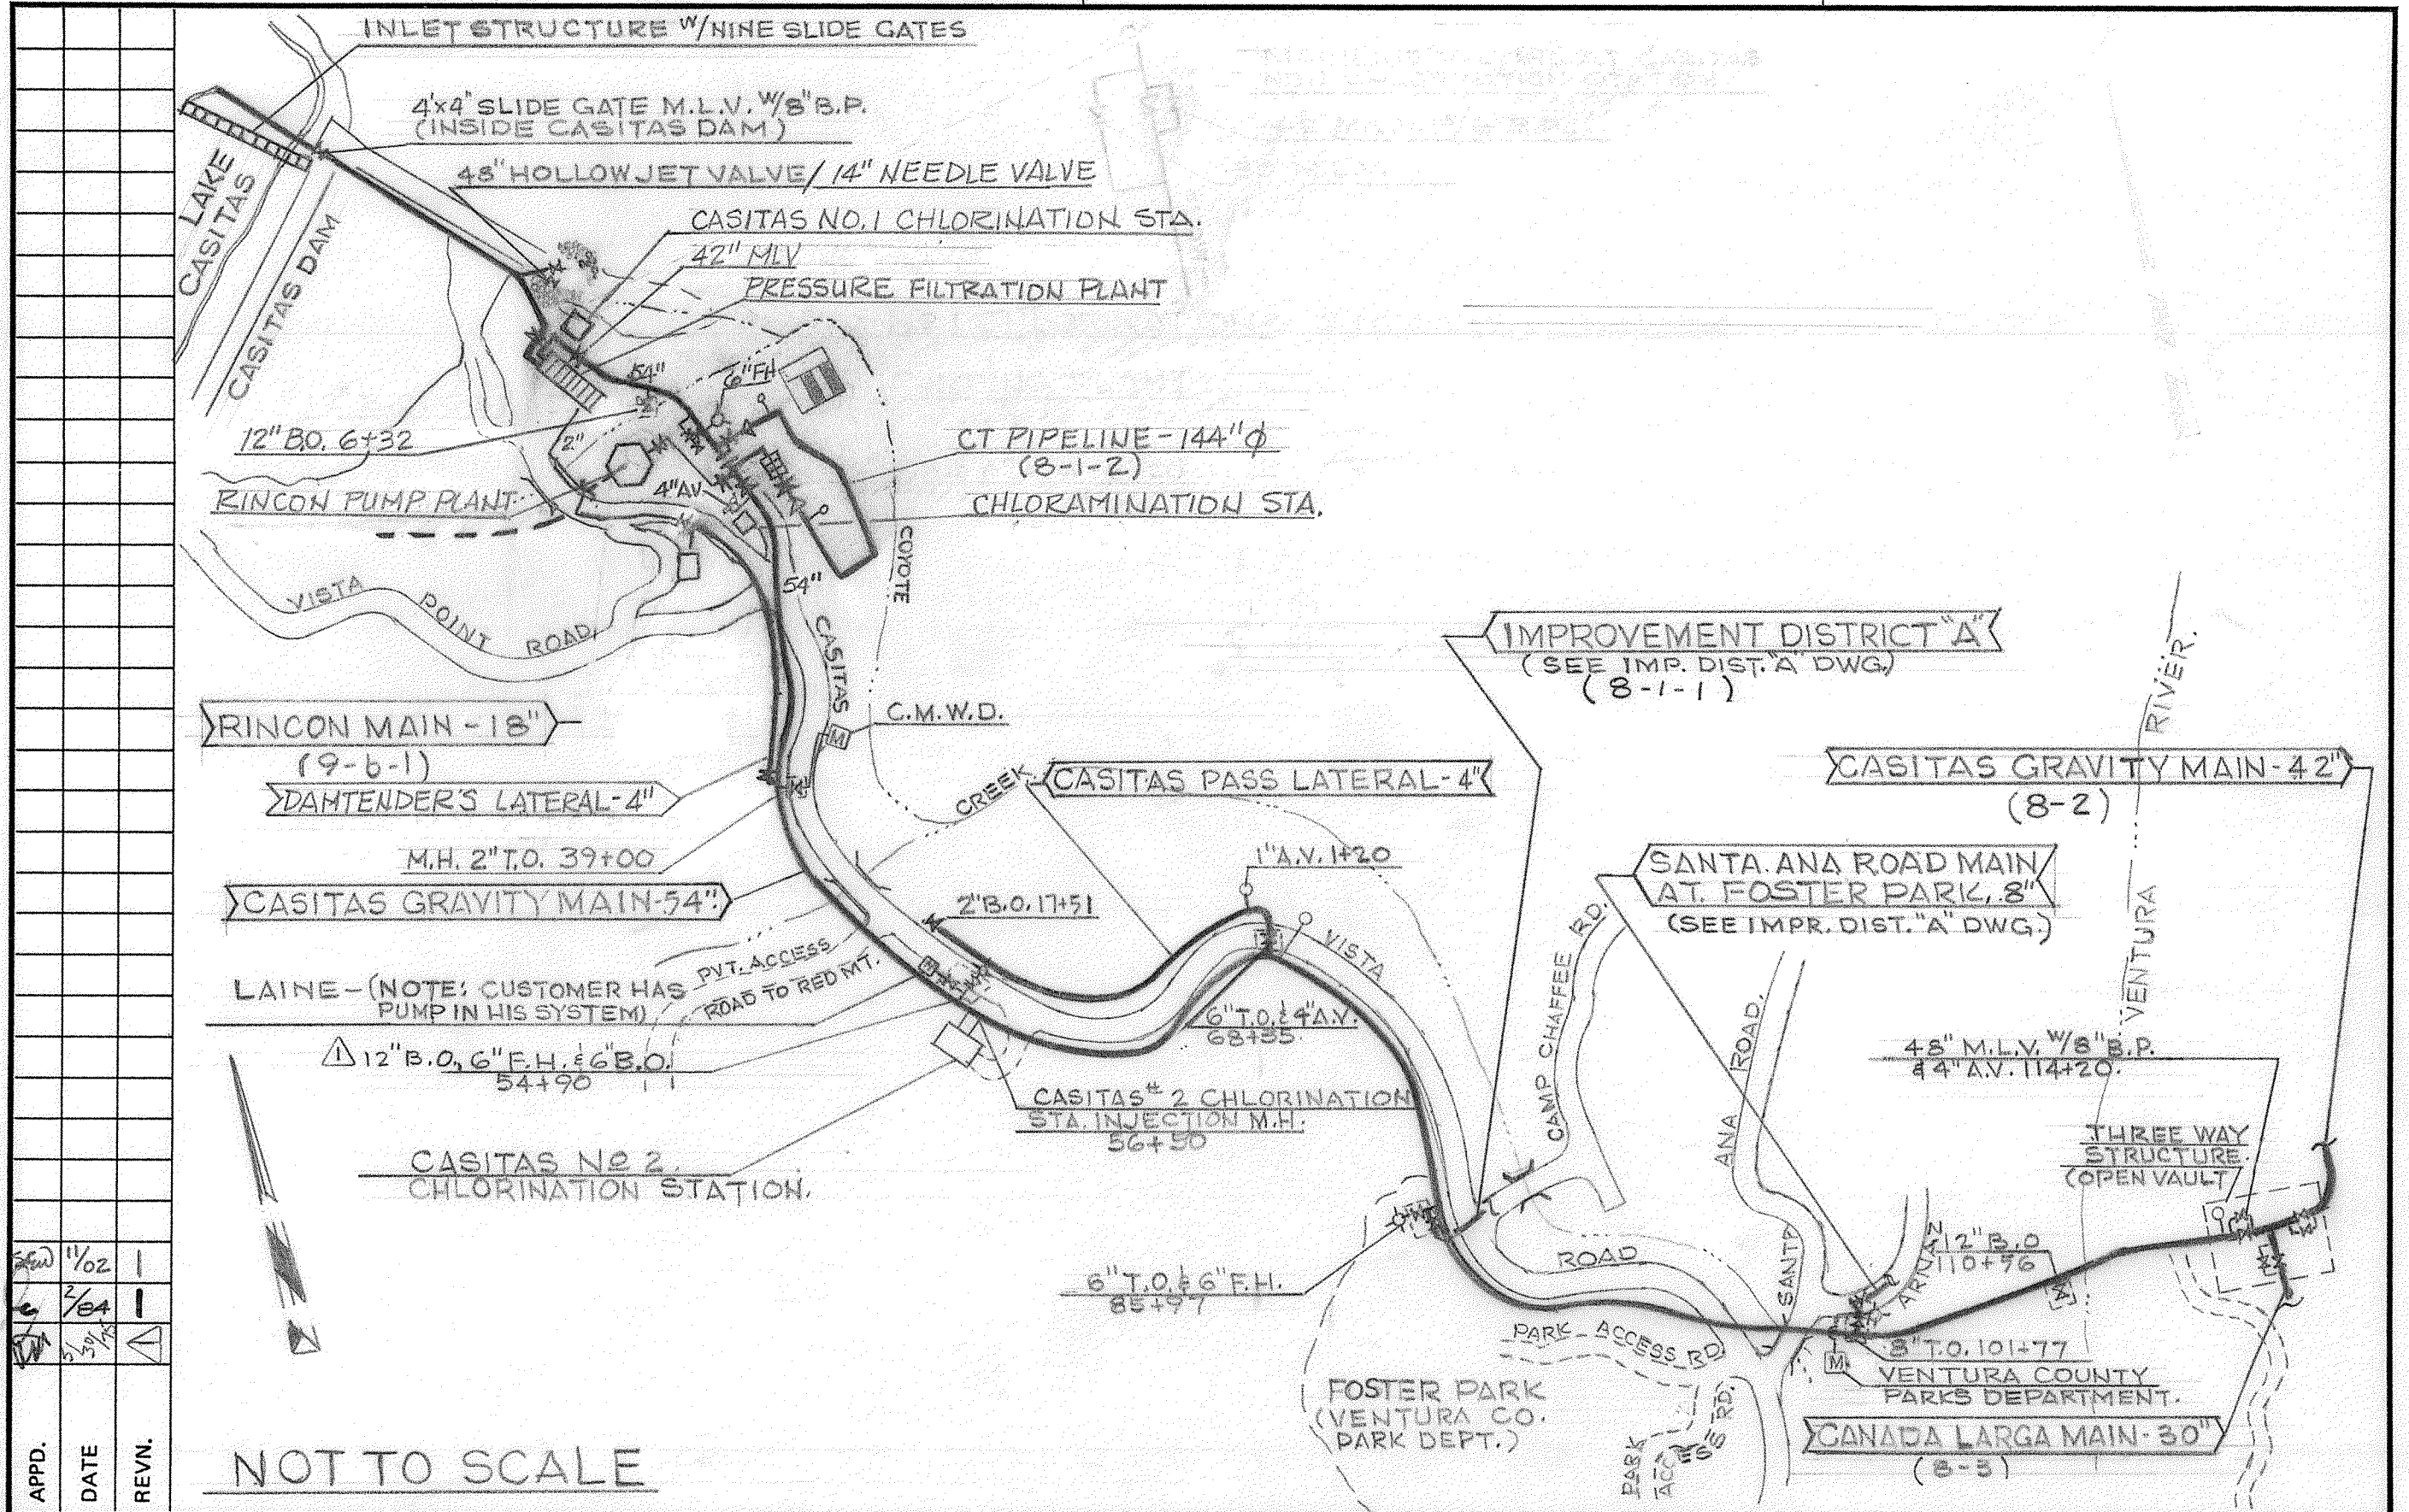 INLET STRUCTURE W/NINE SLIDE GATES
4'x4' SLIDE GATE M.L.V. W/8" B.P.
(INSIDE CASITAS DAM)
48" HOLLOW JET VALVE/ 14" NEEDLE VALVE
CASITAS NO.1 CHLORINATION STA.
42" MLV
PRESSURE FILTRATION PLANT
LAKE
CASITAS
CASITAS DAM
54"
6"FH
12" B.O. 6+32
2"
CT PIPELINE-144"ϕ
(8-1-2)
RINCON PUMP PLANT
4"AV
CHLORAMINATION STA.
COYOTE
VISTA
POINT
ROAD
54"
CASITAS
IMPROVEMENT DISTRICT "A"
(SEE IMP. DIST. "A" DWG.)
(8-1-1)
RIVER.
RINCON MAIN-18"
(9-6-1)
C.M.W.D.
M
DAMTENDER'S LATERAL-4"
CREEK
CASITAS PASS LATERAL-4"
CASITAS GRAVITY MAIN-42"
(8-2)
M.H. 2" T.O. 39+00
1" A.V. 1+20
SANTA ANA ROAD MAIN
AT. FOSTER PARK, 8"
(SEE IMPR. DIST. "A" DWG.)
CASITAS GRAVITY MAIN-54"
2" B.O. 17+51
VISTA
CAMP CHAFFEE RD.
VENTURA
PVT. ACCESS
ROAD TO RED MT.
LAINE-(NOTE: CUSTOMER HAS
PUMP IN HIS SYSTEM)
6" T.O. & 4" A.V.
68+35
ANA ROAD
48" M.L.V. W/8" B.P.
& 4" A.V. 114+20.
1 12" B.O., 6" F.H. & 6" B.O.
54+90
CASITAS #2 CHLORINATION
STA. INJECTION M.H.
56+50
THREE WAY
STRUCTURE
(OPEN VAULT
CASITAS No 2
CHLORINATION STATION.
ROAD
SANTA
12" B.O
110+56
6" T.O. & 6" F.H.
85+97
PARK ACCESS RD
8" T.O. 101+77
M
VENTURA COUNTY
PARKS DEPARTMENT.
FOSTER PARK
(VENTURA CO.
PARK DEPT.)
PARK
ACCESS RD.
CANADA LARGA MAIN-30"
NOT TO SCALE
11/02 1
2/84 1
APPD.
DATE
REVN.